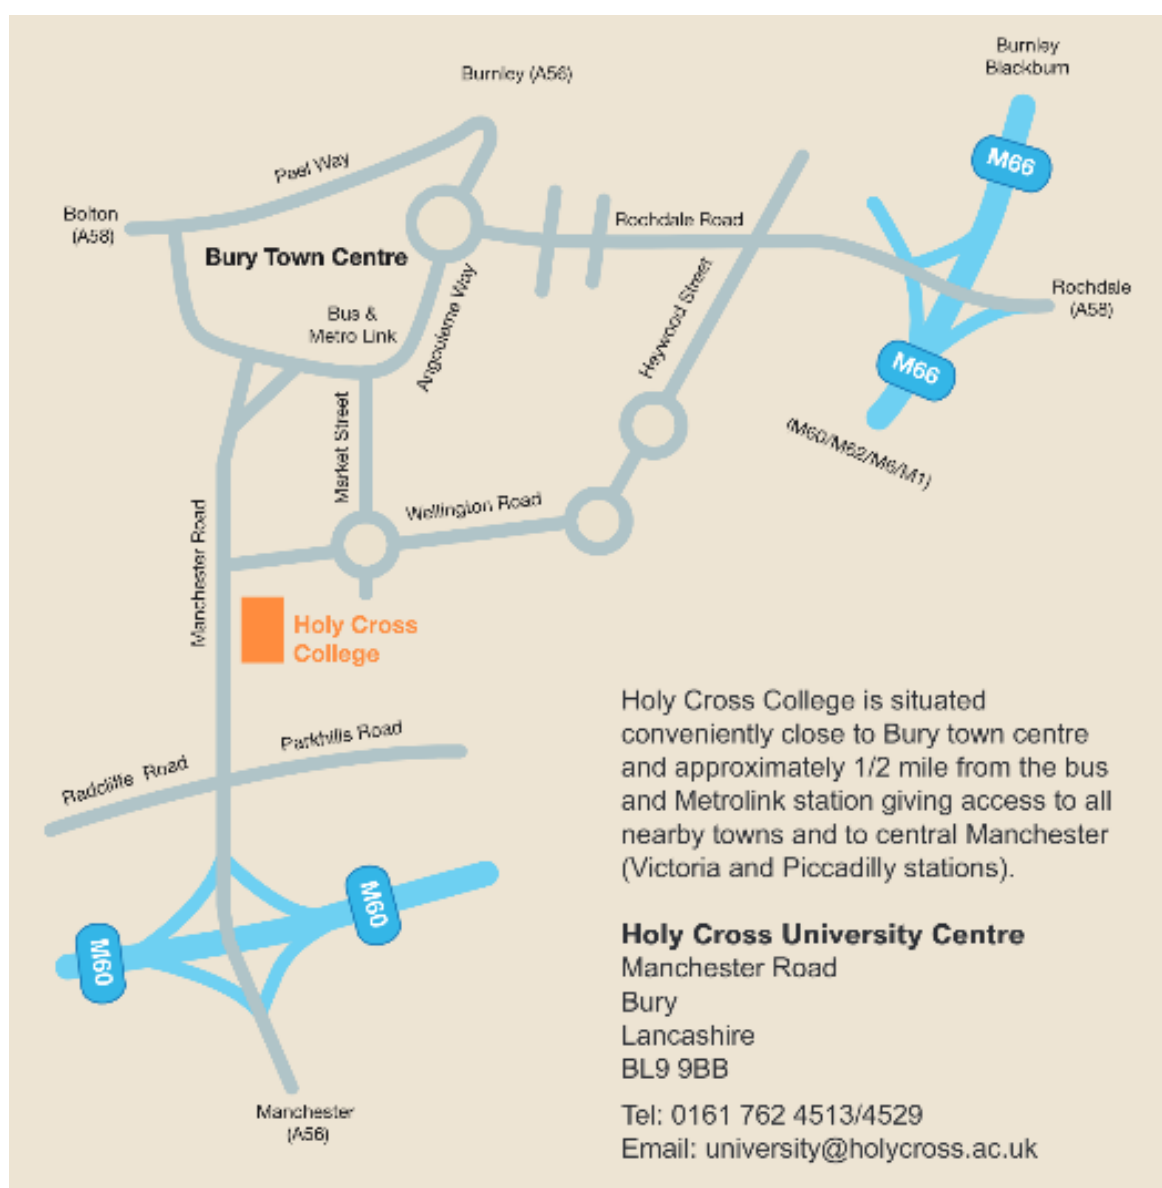 Burnley
Blackburn
Burnley (A56)
M66
Peel Way
Bolton
(A58)
Rochdale Road
Bury Town Centre
Heywood Street
Rochdale
(A58)
Bus &
Metro Link
Angouleme Way
M66
Market Street
(M60/M62/M6/M1)
Wellington Road
Manchester Road
Holy Cross
College
Parkhills Road
Radcliffe Road
M60
M60
Manchester
(A56)
Holy Cross College is situated
conveniently close to Bury town centre
and approximately 1/2 mile from the bus
and Metrolink station giving access to all
nearby towns and to central Manchester
(Victoria and Piccadilly stations).
Holy Cross University Centre
Manchester Road
Bury
Lancashire
BL9 9BB
Tel: 0161 762 4513/4529
Email: university@holycross.ac.uk